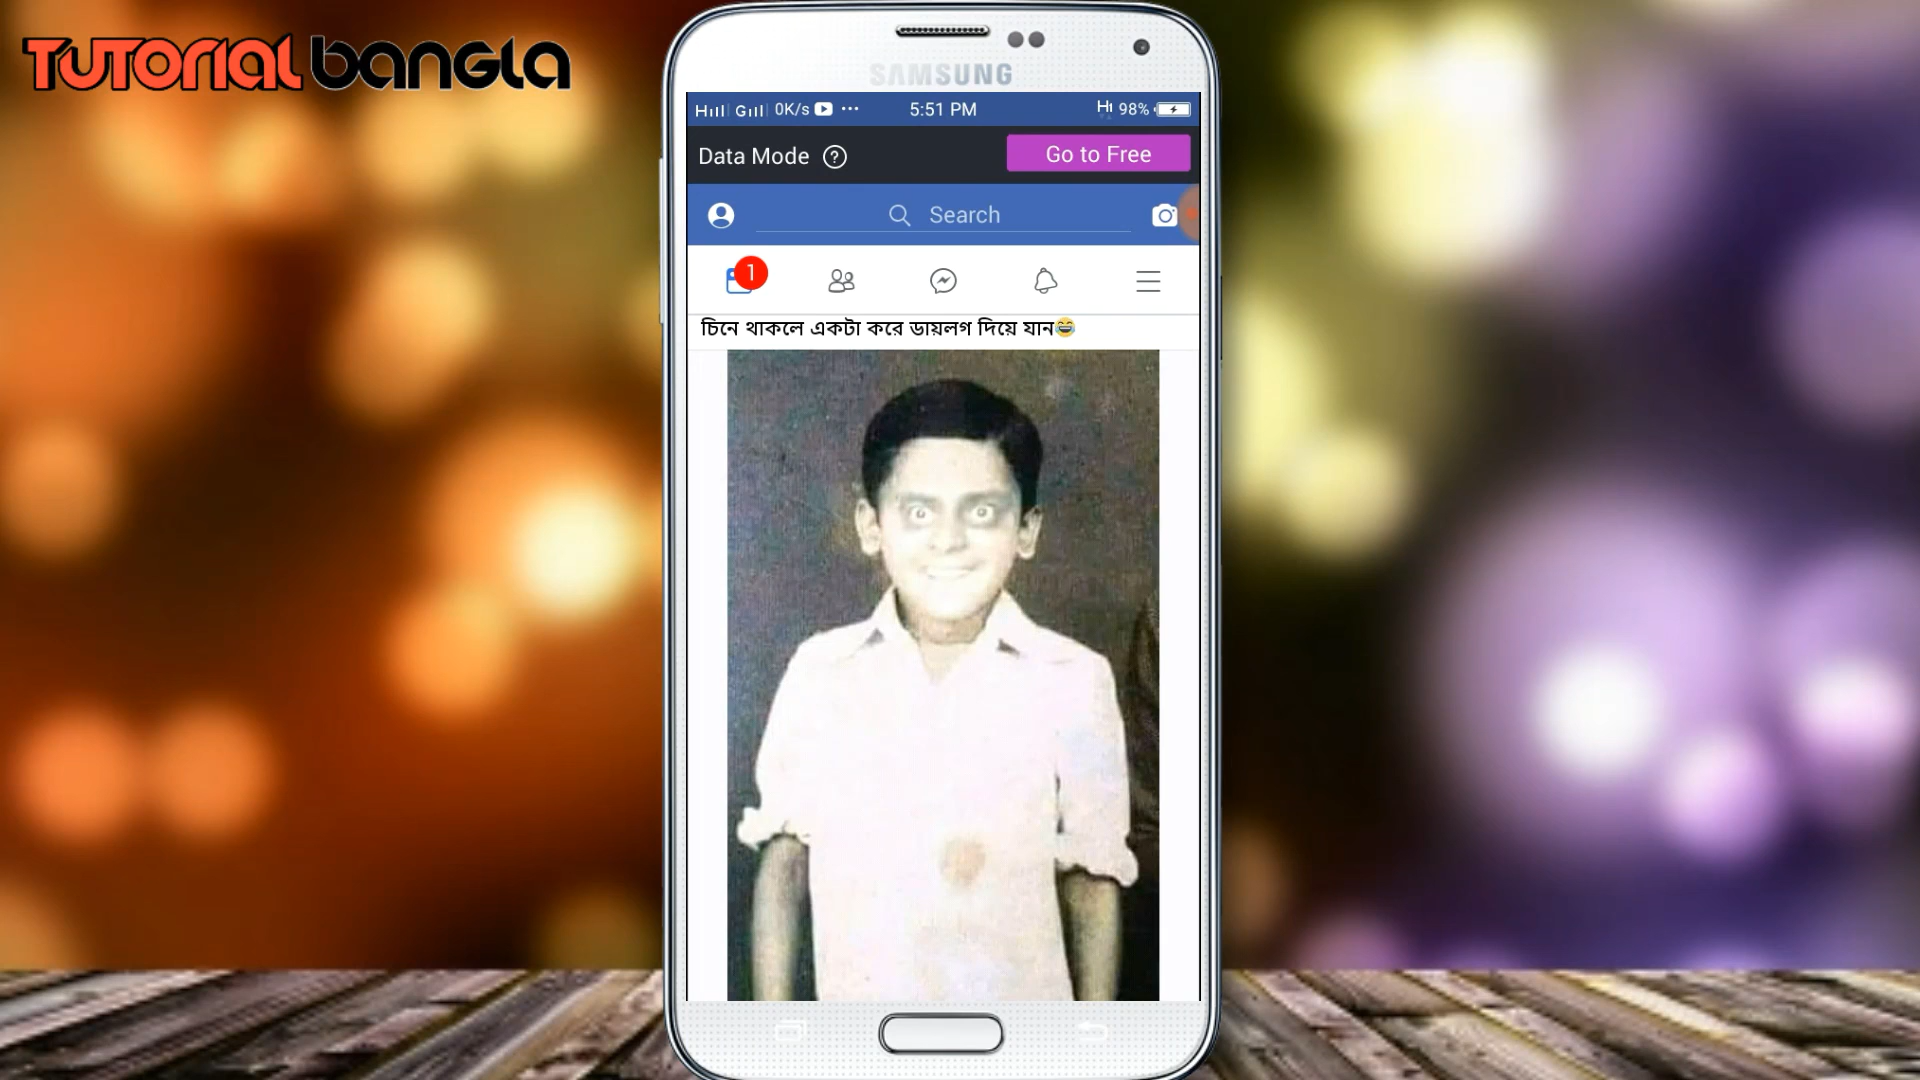 TUTORIAL BANGLA
SAMSUNG
0K/s
5:51 PM
98%
Data Mode
Go to Free
Search
1
চিনে থাকলে একটা করে ডায়লগ দিয়ে যান😂